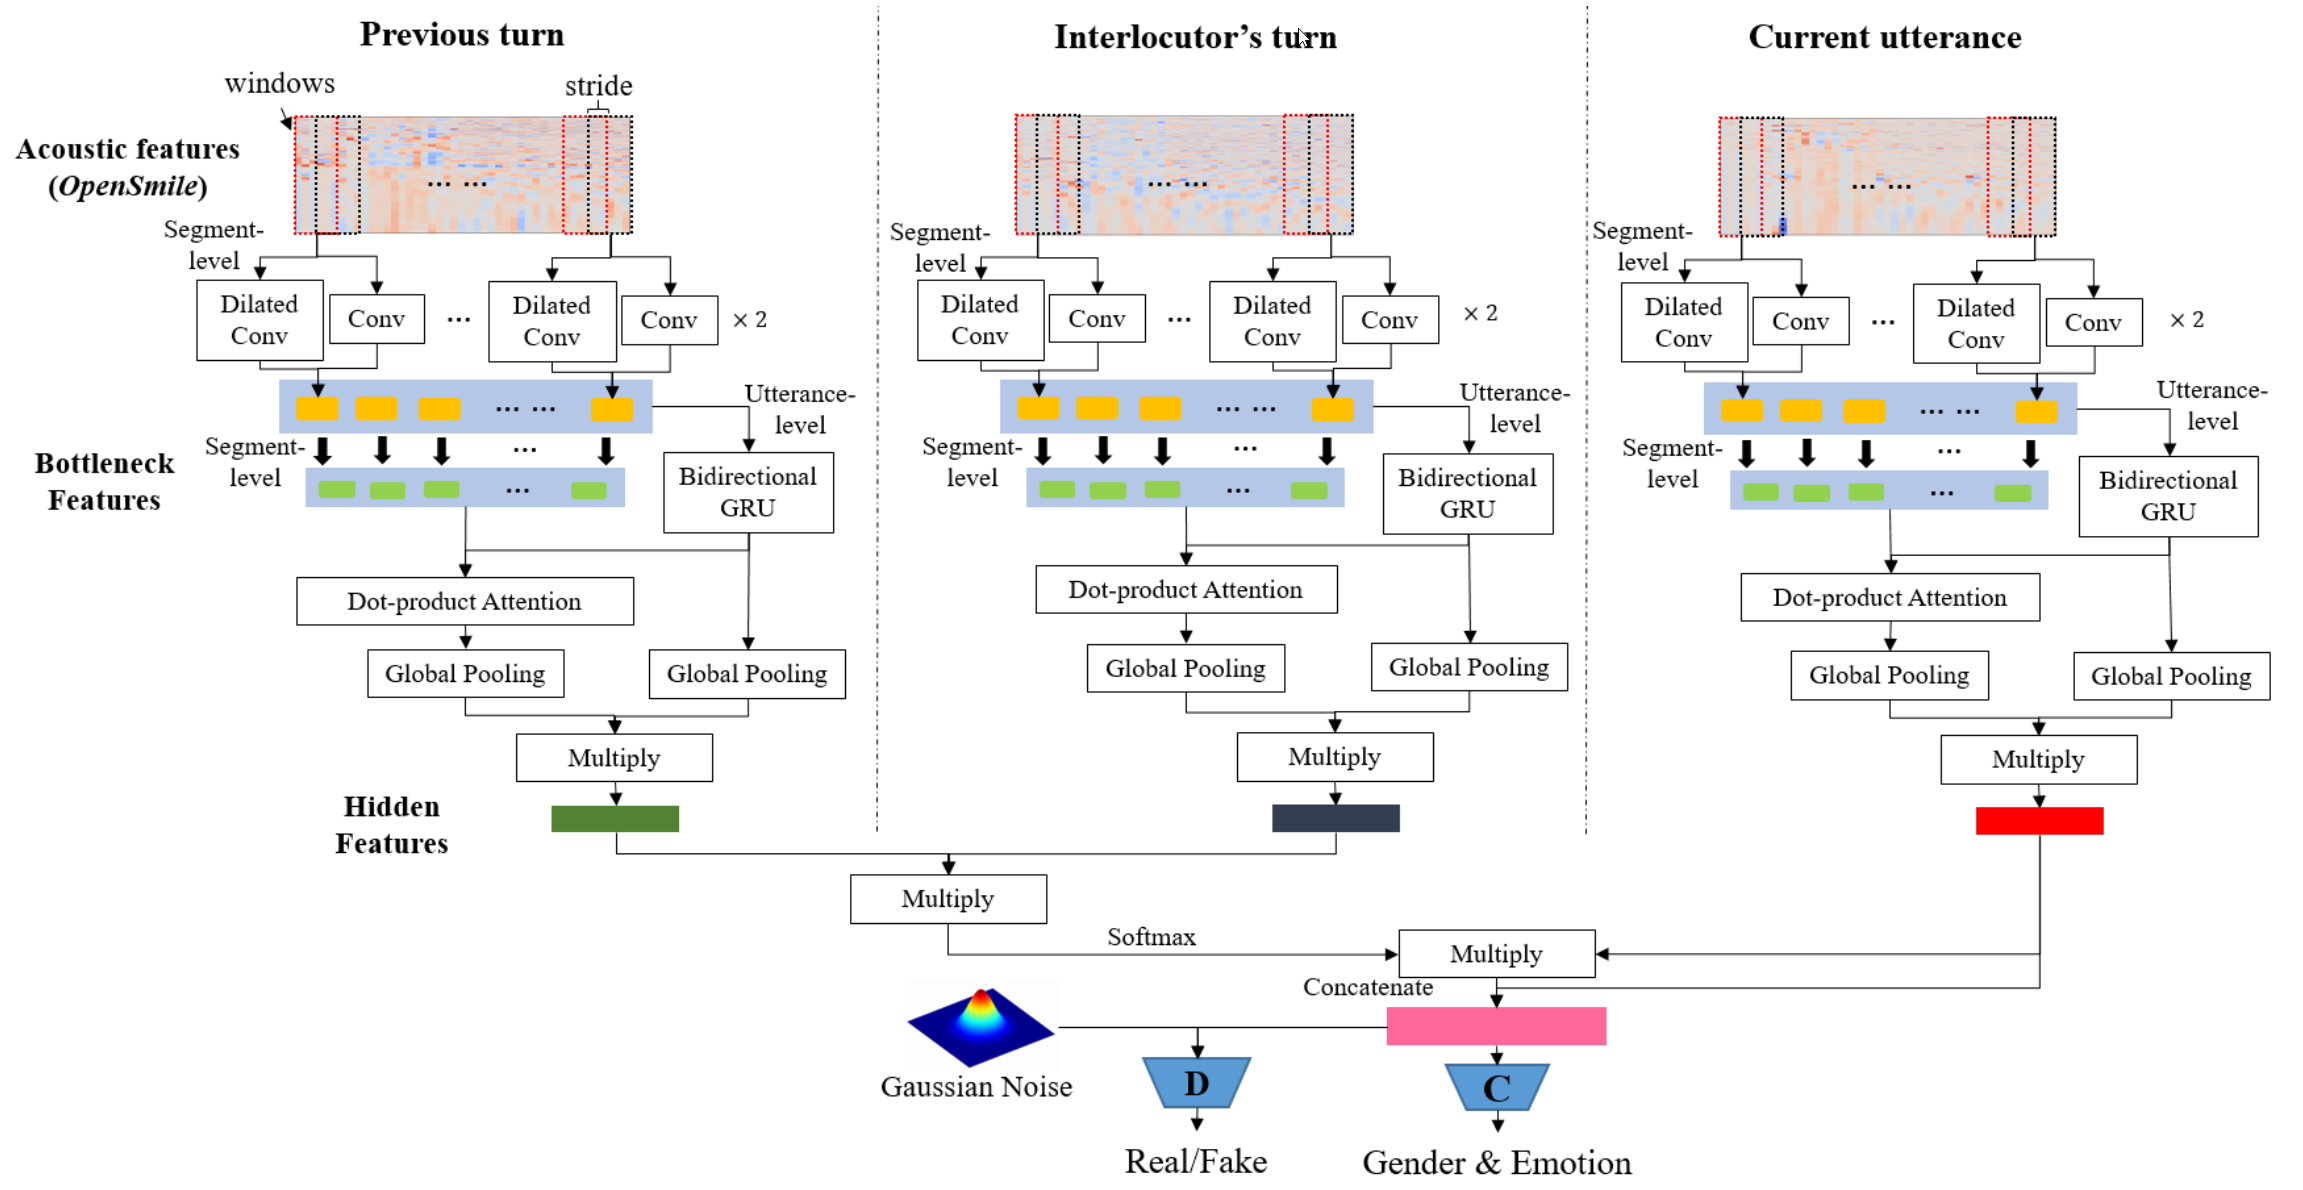 Previous turn
Interlocutor's turn
Current utterance
windows
stride
Acoustic features
(OpenSmile)
... ...
... ...
... ...
Segment-
level
Segment-
level
Segment-
level
Dilated
Conv
Conv
...
Dilated
Conv
Conv
× 2
Dilated
Conv
Conv
...
Dilated
Conv
Conv
× 2
Dilated
Conv
Conv
...
Dilated
Conv
Conv
× 2
... ...
Utterance-
level
... ...
Utterance-
level
... ...
Utterance-
level
Bottleneck
Features
Segment-
level
...
...
Bidirectional
GRU
Segment-
level
...
...
Bidirectional
GRU
Segment-
level
...
...
Bidirectional
GRU
Dot-product Attention
Dot-product Attention
Dot-product Attention
Global Pooling
Global Pooling
Global Pooling
Global Pooling
Global Pooling
Global Pooling
Multiply
Multiply
Multiply
Hidden
Features
Multiply
Softmax
Multiply
Concatenate
Gaussian Noise
D
C
Real/Fake
Gender & Emotion